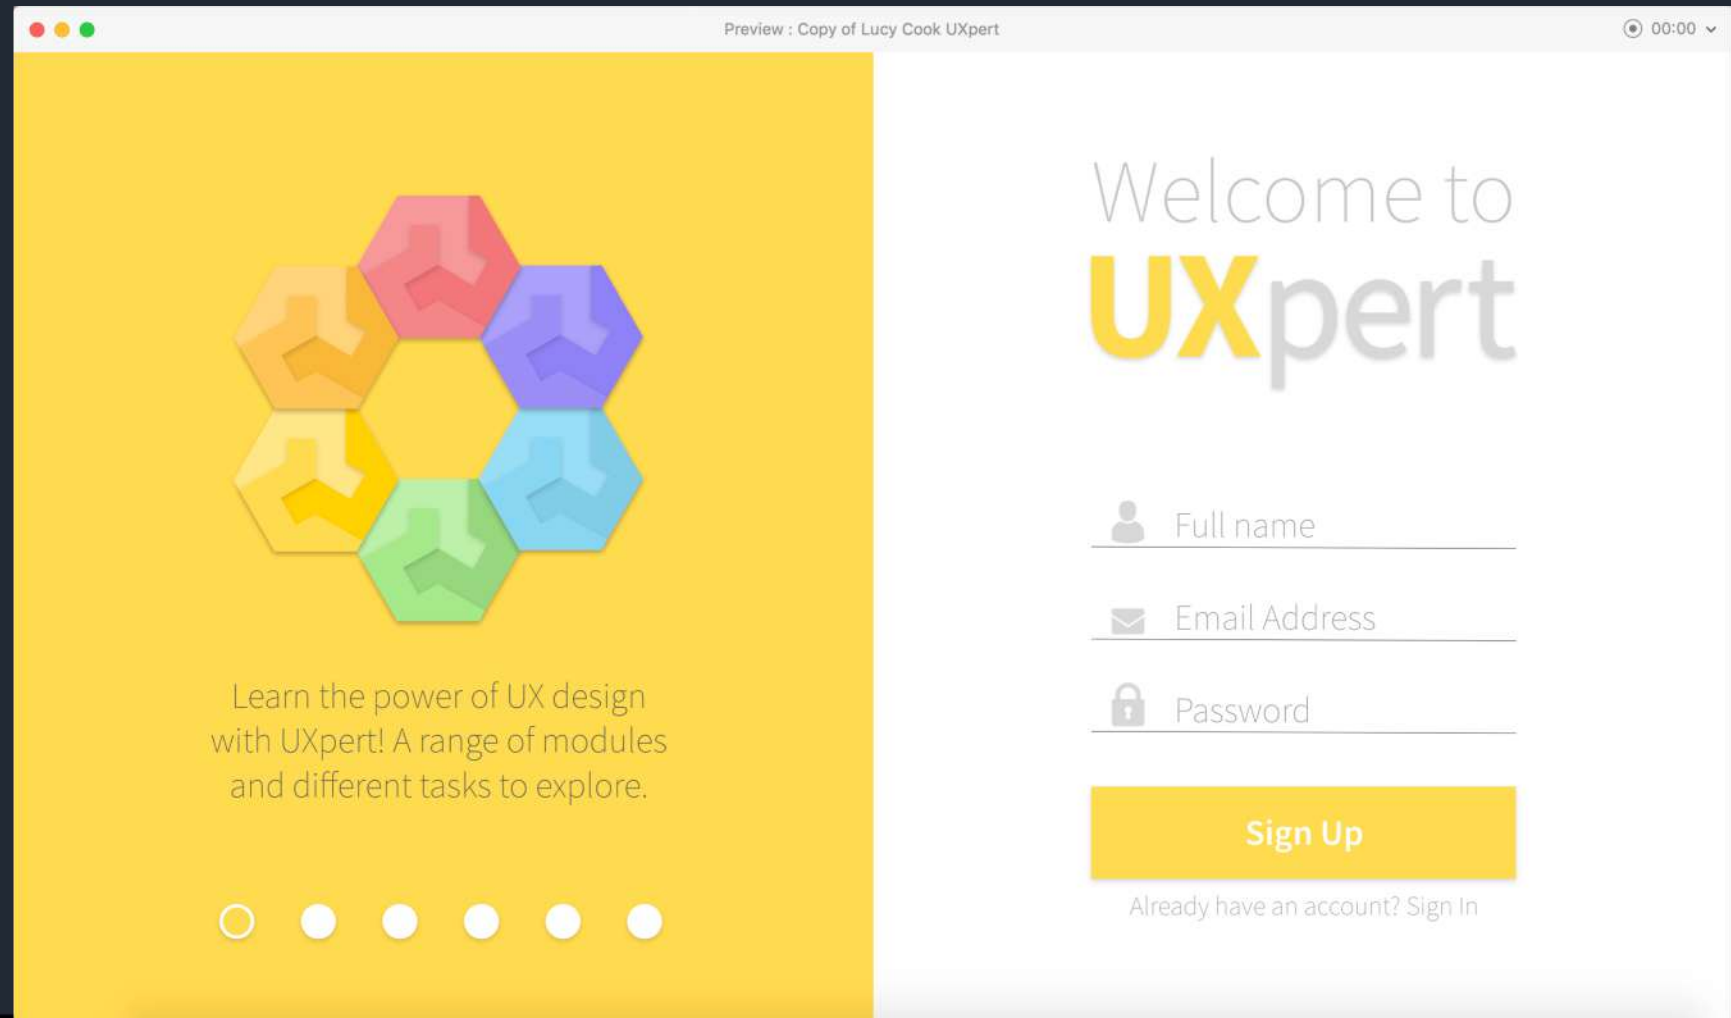 Preview : Copy of Lucy Cook UXpert
00:00
Learn the power of UX design
with UXpert! A range of modules
and different tasks to explore.
Welcome to
UXpert
Full name
Email Address
Password
Sign Up
Already have an account? Sign In